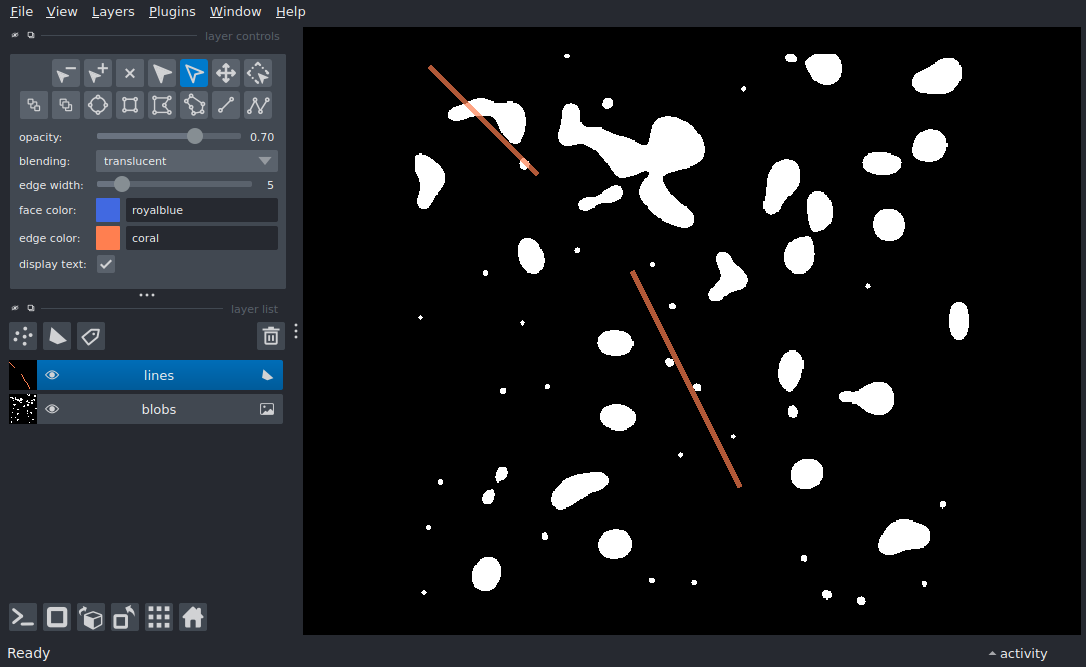 File View Layers Plugins Window Help
layer controls
opacity: 0.70
blending: translucent
edge width: 5
face color: royalblue
edge color: coral
display text:
layer list
lines
blobs
Ready activity